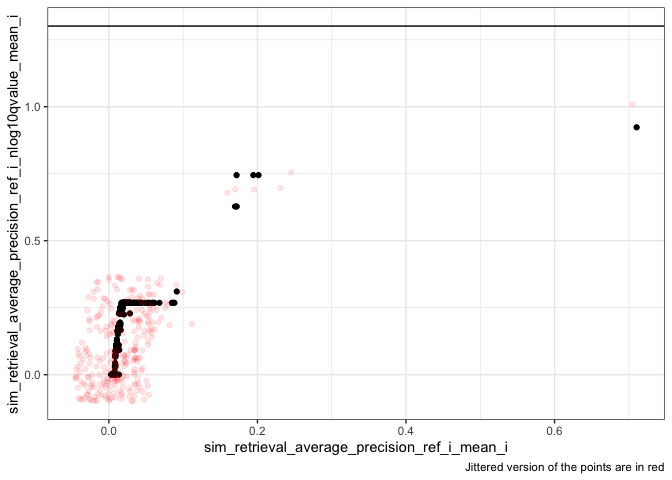 sim_retrieval_average_precision_ref_i_nlog10qvalue_mean_i
1.0
0.5
0.0
0.0
0.2
0.4
0.6
sim_retrieval_average_precision_ref_i_mean_i
Jittered version of the points are in red